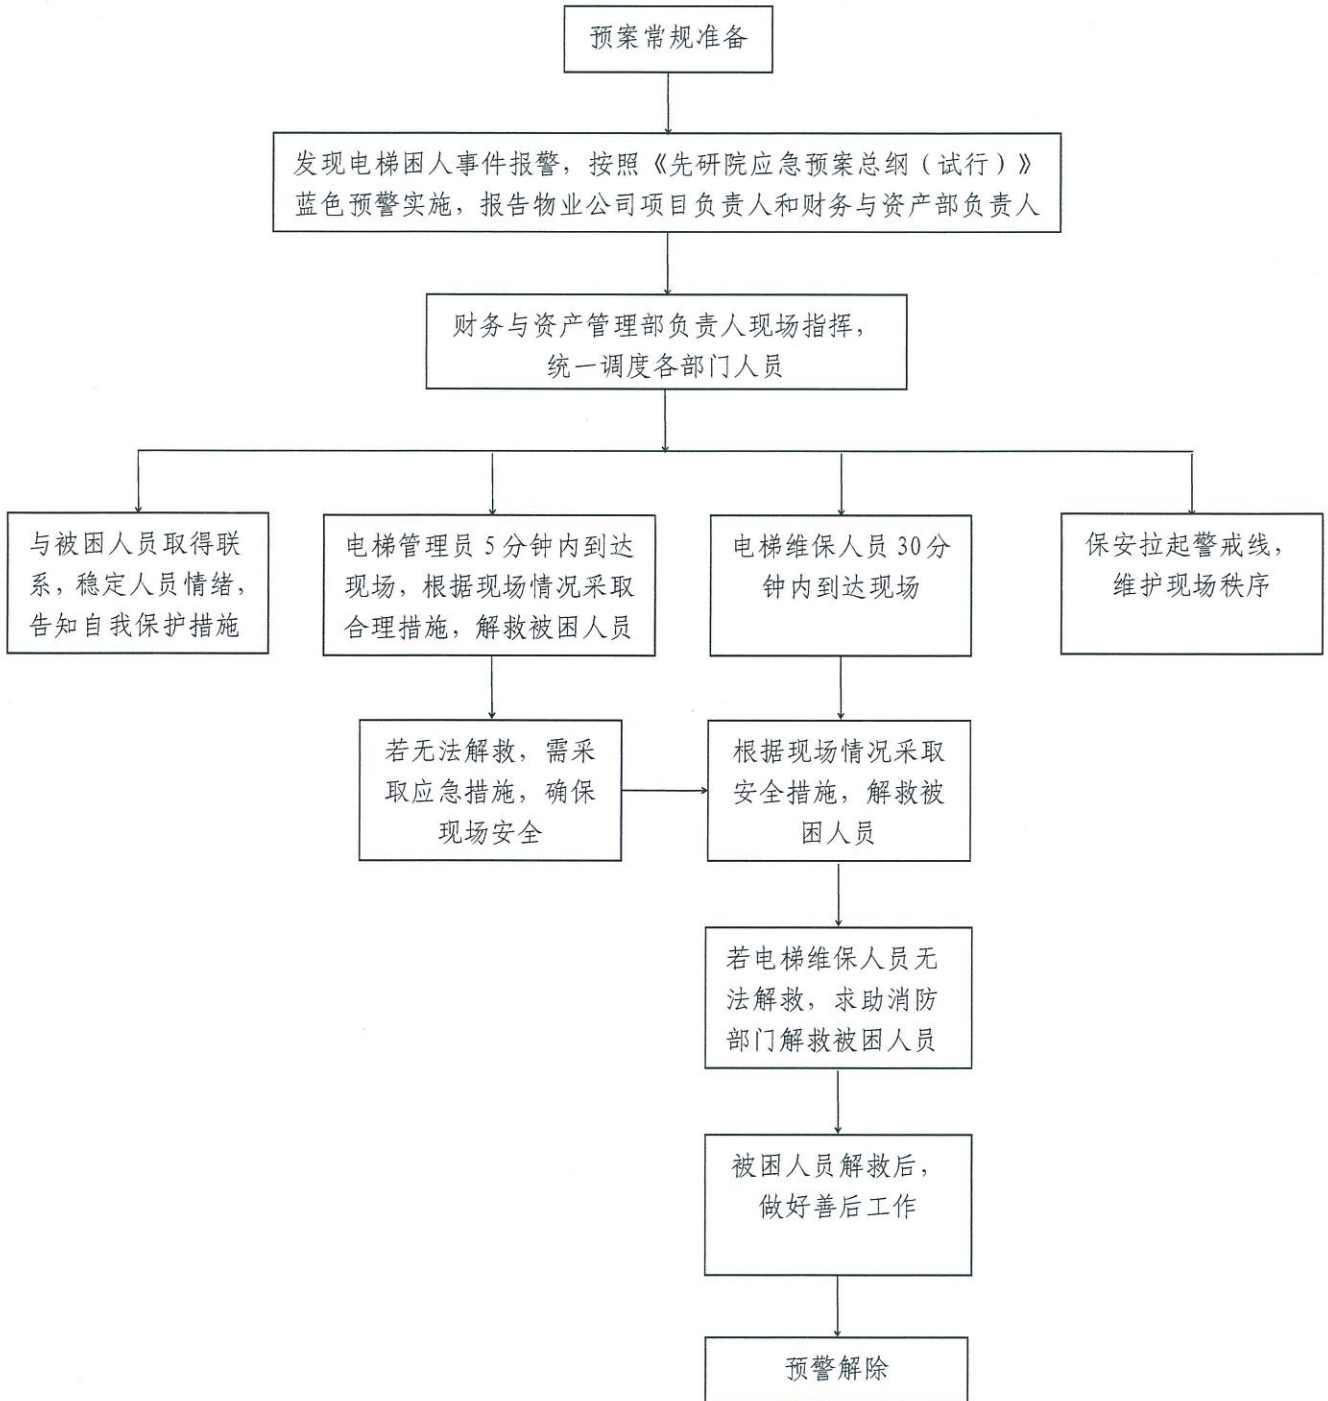 预案常规准备
发现电梯困人事件报警，按照《先研院应急预案总纲（试行）》
蓝色预警实施，报告物业公司项目负责人和财务与资产部负责人
财务与资产管理部负责人现场指挥，
统一调度各部门人员
与被困人员取得联
系，稳定人员情绪，
告知自我保护措施
电梯管理员5分钟内到达
现场，根据现场情况采取
合理措施，解救被困人员
电梯维保人员30分
钟内到达现场
保安拉起警戒线，
维护现场秩序
若无法解救，需采
取应急措施，确保
现场安全
根据现场情况采取
安全措施，解救被
困人员
若电梯维保人员无
法解救，求助消防
部门解救被困人员
被困人员解救后，
做好善后工作
预警解除